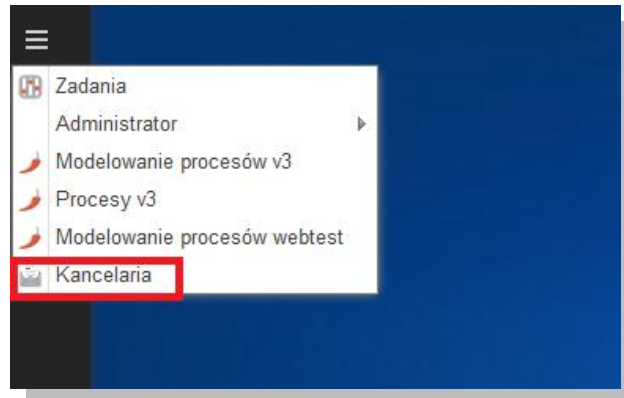 Zadania
Administrator
Modelowanie procesów v3
Procesy v3
Modelowanie procesów webtest
Kancelaria